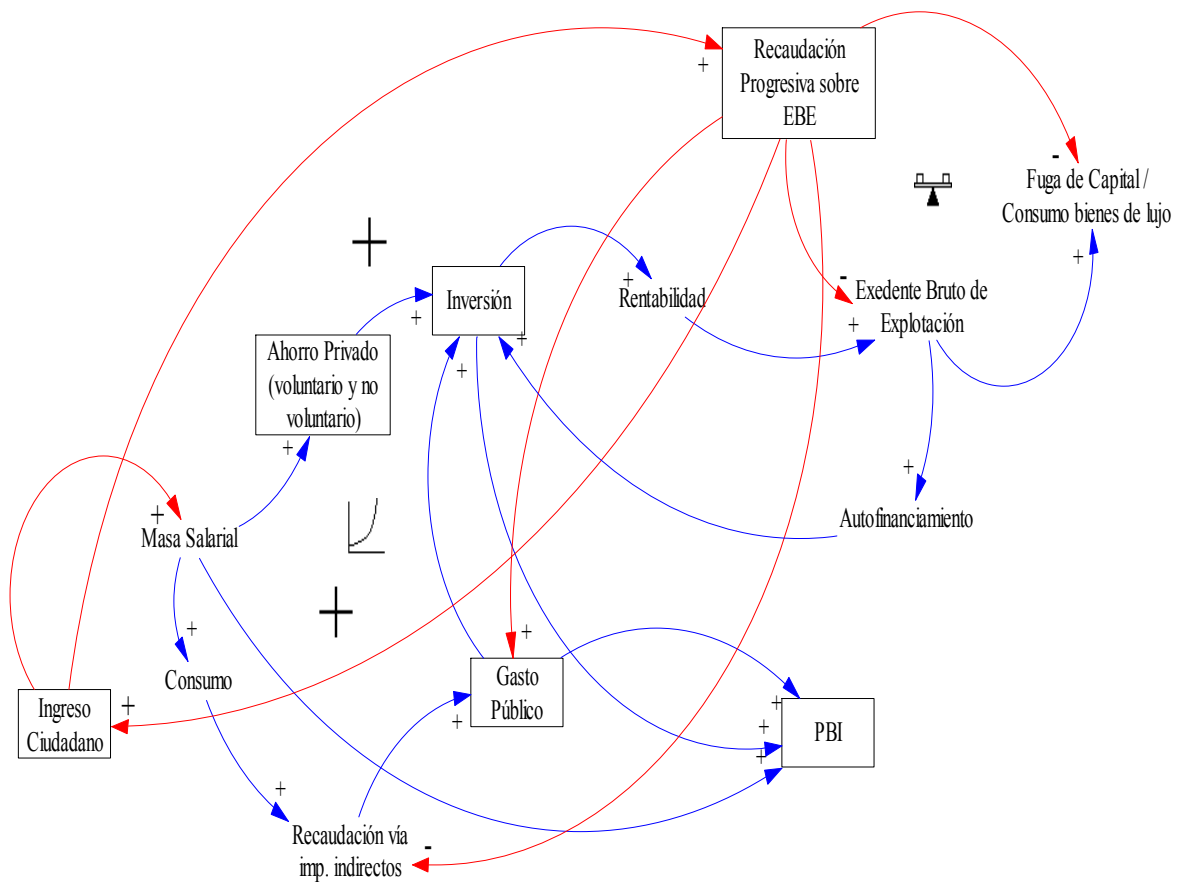 Recaudación
Progresiva sobre
EBE
+
-
Fuga de Capital /
Consumo bienes de lujo
+
+
Inversión
+
Rentabilidad
-
Exedente Bruto de
Explotación
+
+
+
+
Ahorro Privado
(voluntario y no
voluntario)
+
+
Autofinanciamiento
+
Masa Salarial
+
+
+
Consumo
Gasto
Público
+
Ingreso
Ciudadano
+
+
+
+
+
PBI
+
Recaudación vía
imp. indirectos
-